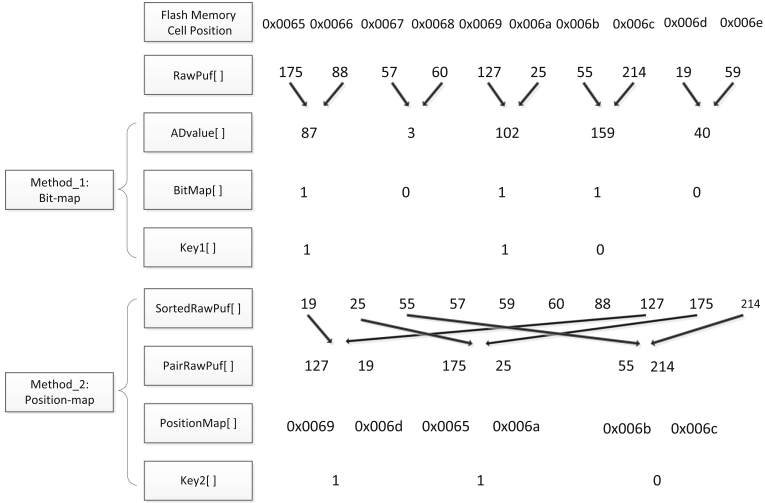 Flash Memory
Cell Position
0x0065 0x0066 0x0067 0x0068 0x0069 0x006a 0x006b 0x006c 0x006d 0x006e
RawPuf[ ] 175 88 57 60 127 25 55 214 19 59
ADvalue[ ] 87 3 102 159 40
Method_1:
Bit-map
BitMap[ ] 1 0 1 1 0
Key1[ ] 1 1 0
SortedRawPuf[ ] 19 25 55 57 59 60 88 127 175 214
PairRawPuf[ ] 127 19 175 25 55 214
Method_2:
Position-map
PositionMap[ ] 0x0069 0x006d 0x0065 0x006a 0x006b 0x006c
Key2[ ] 1 1 0